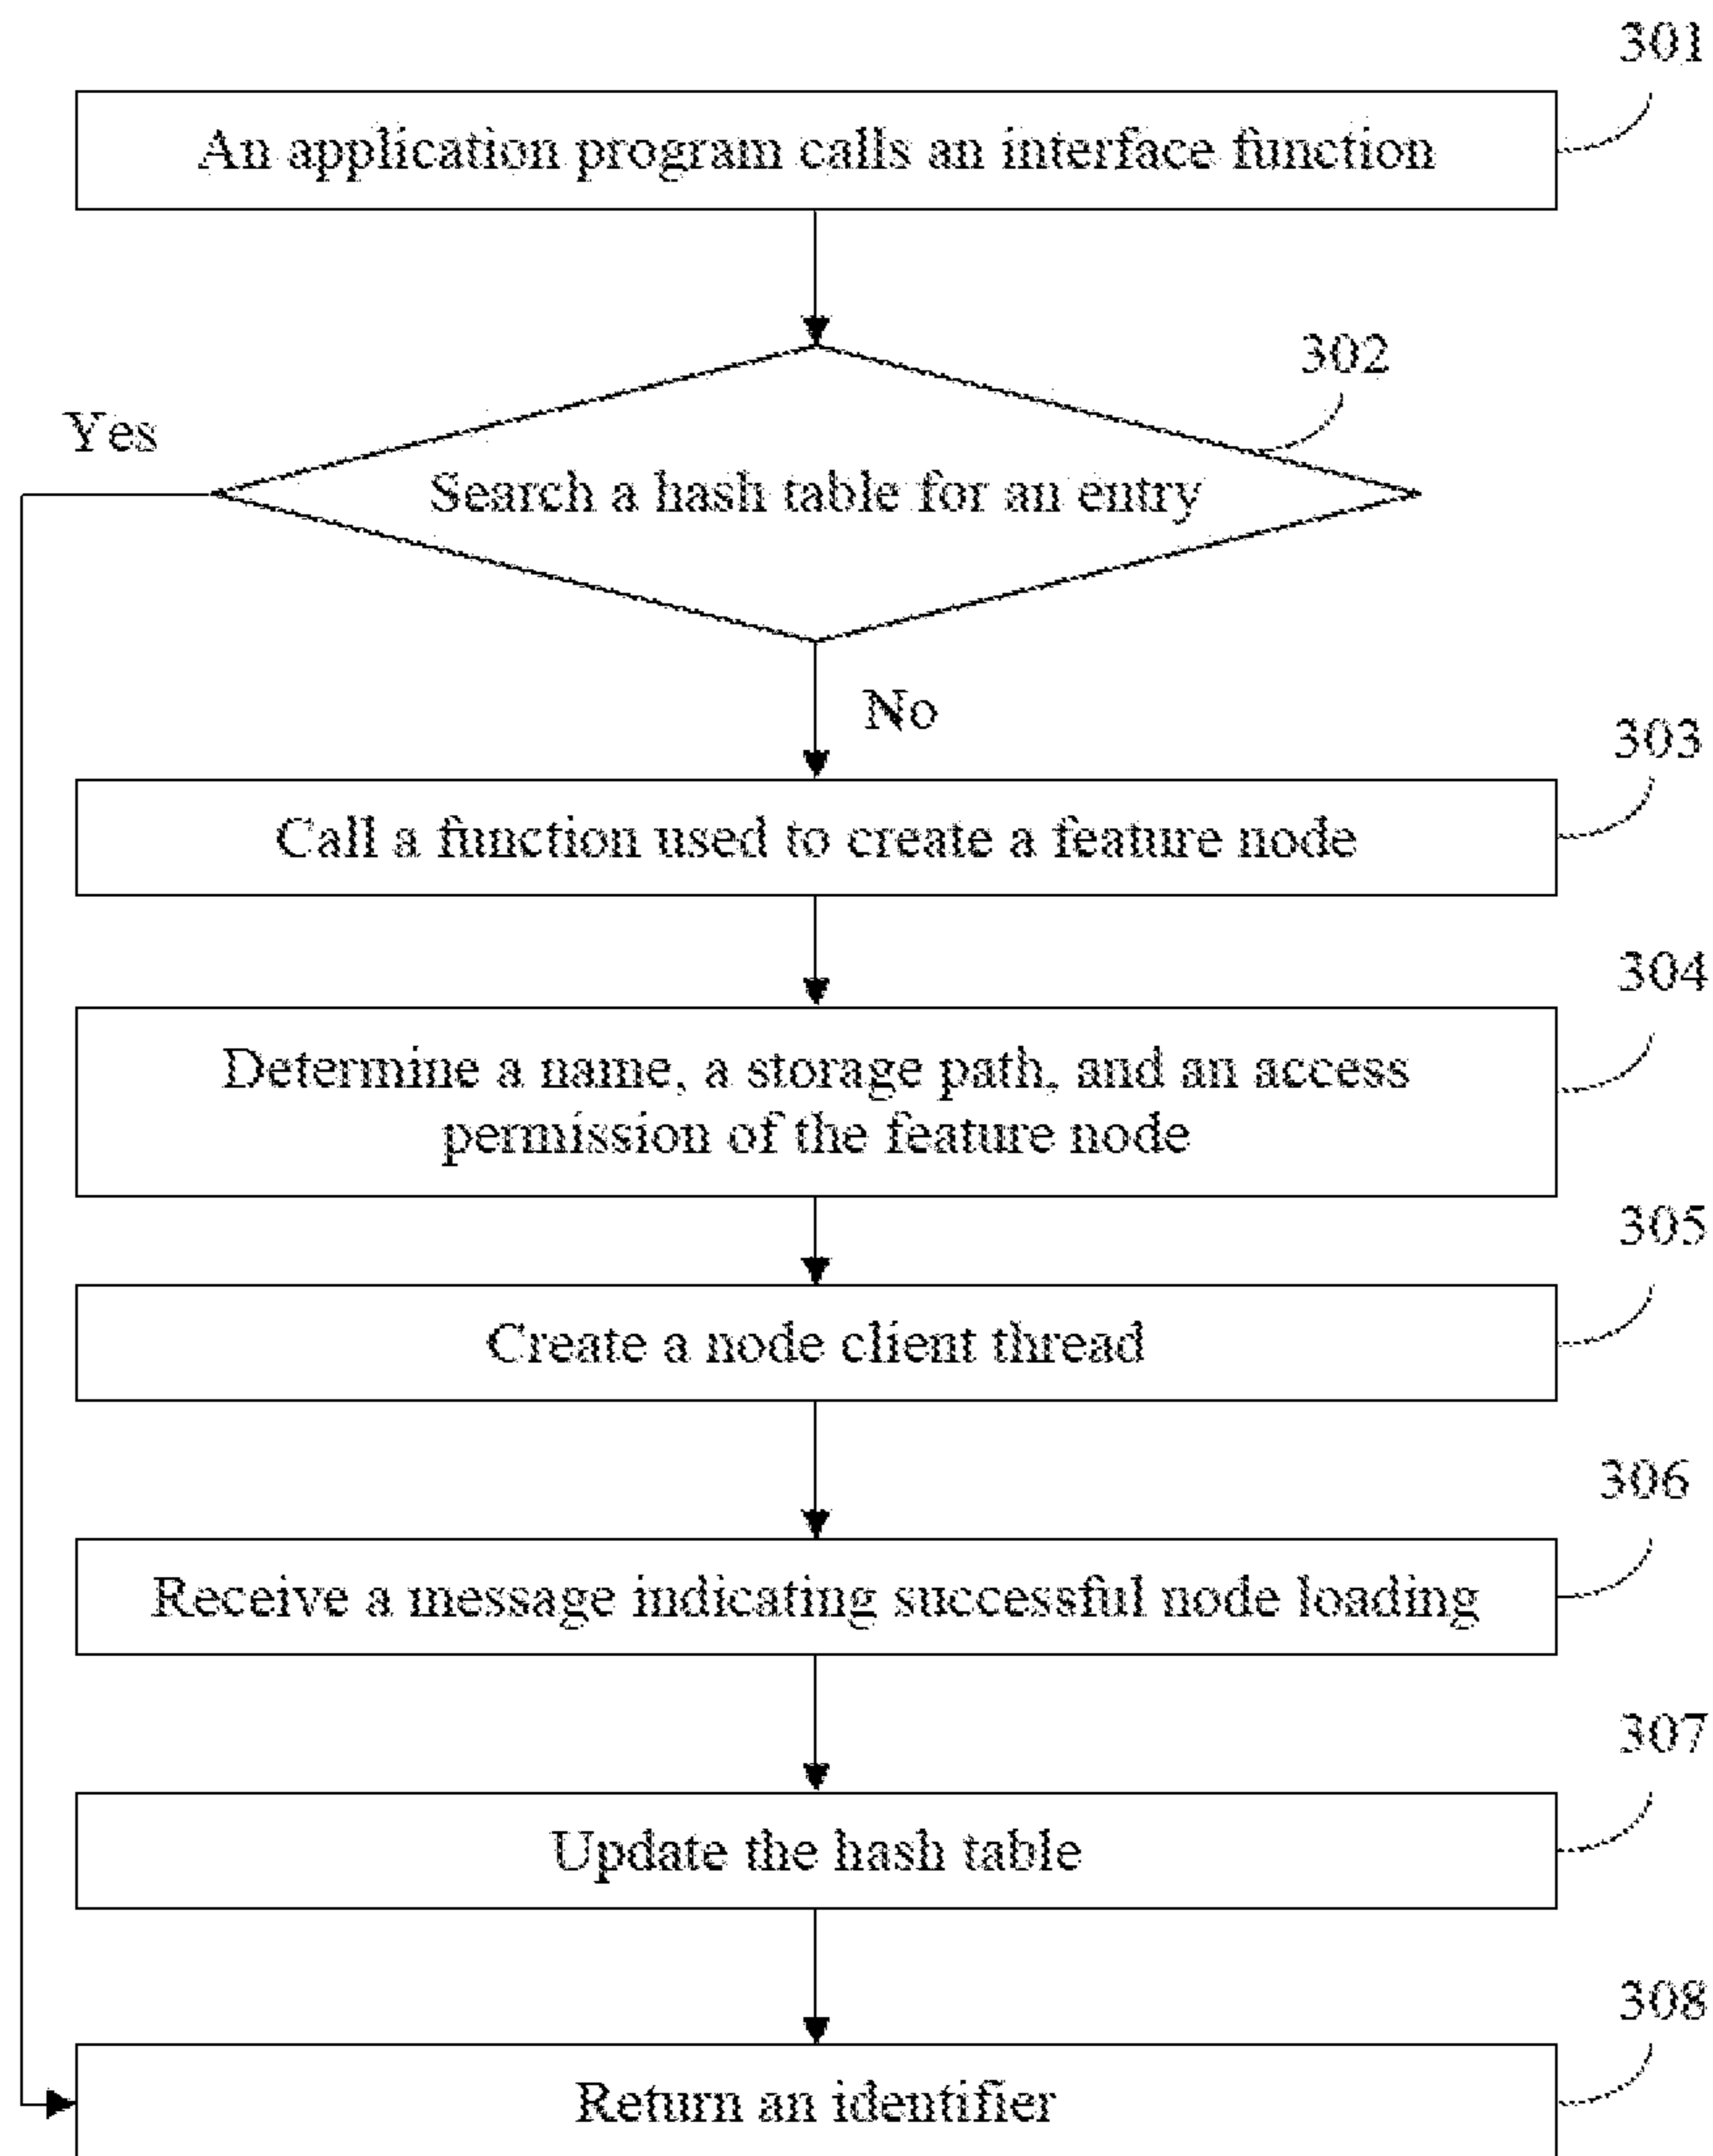 301
An application program calls an interface function
302
Yes
Search a hash table for an entry
No
303
Call a function used to create a feature node
304
Determine a name, a storage path, and an access
permission of the feature node
305
Create a node client thread
306
Receive a message indicating successful node loading
307
Update the hash table
308
Return an identifier